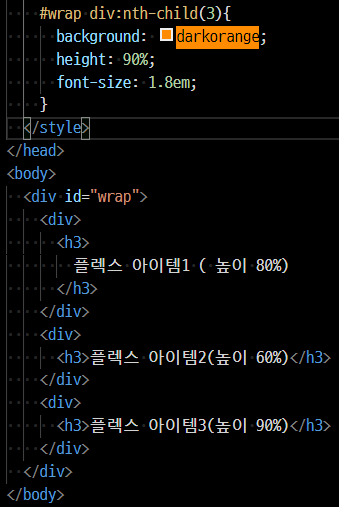 #wrap div:nth-child(3){
background: darkorange;
height: 90%;
font-size: 1.8em;
}
</style>
</head>
<body>
<div id="wrap">
<div>
<h3>
플렉스 아이템1 ( 높이 80%)
</h3>
</div>
<div>
<h3>플렉스 아이템2(높이 60%)</h3>
</div>
<div>
<h3>플렉스 아이템3(높이 90%)</h3>
</div>
</div>
</body>